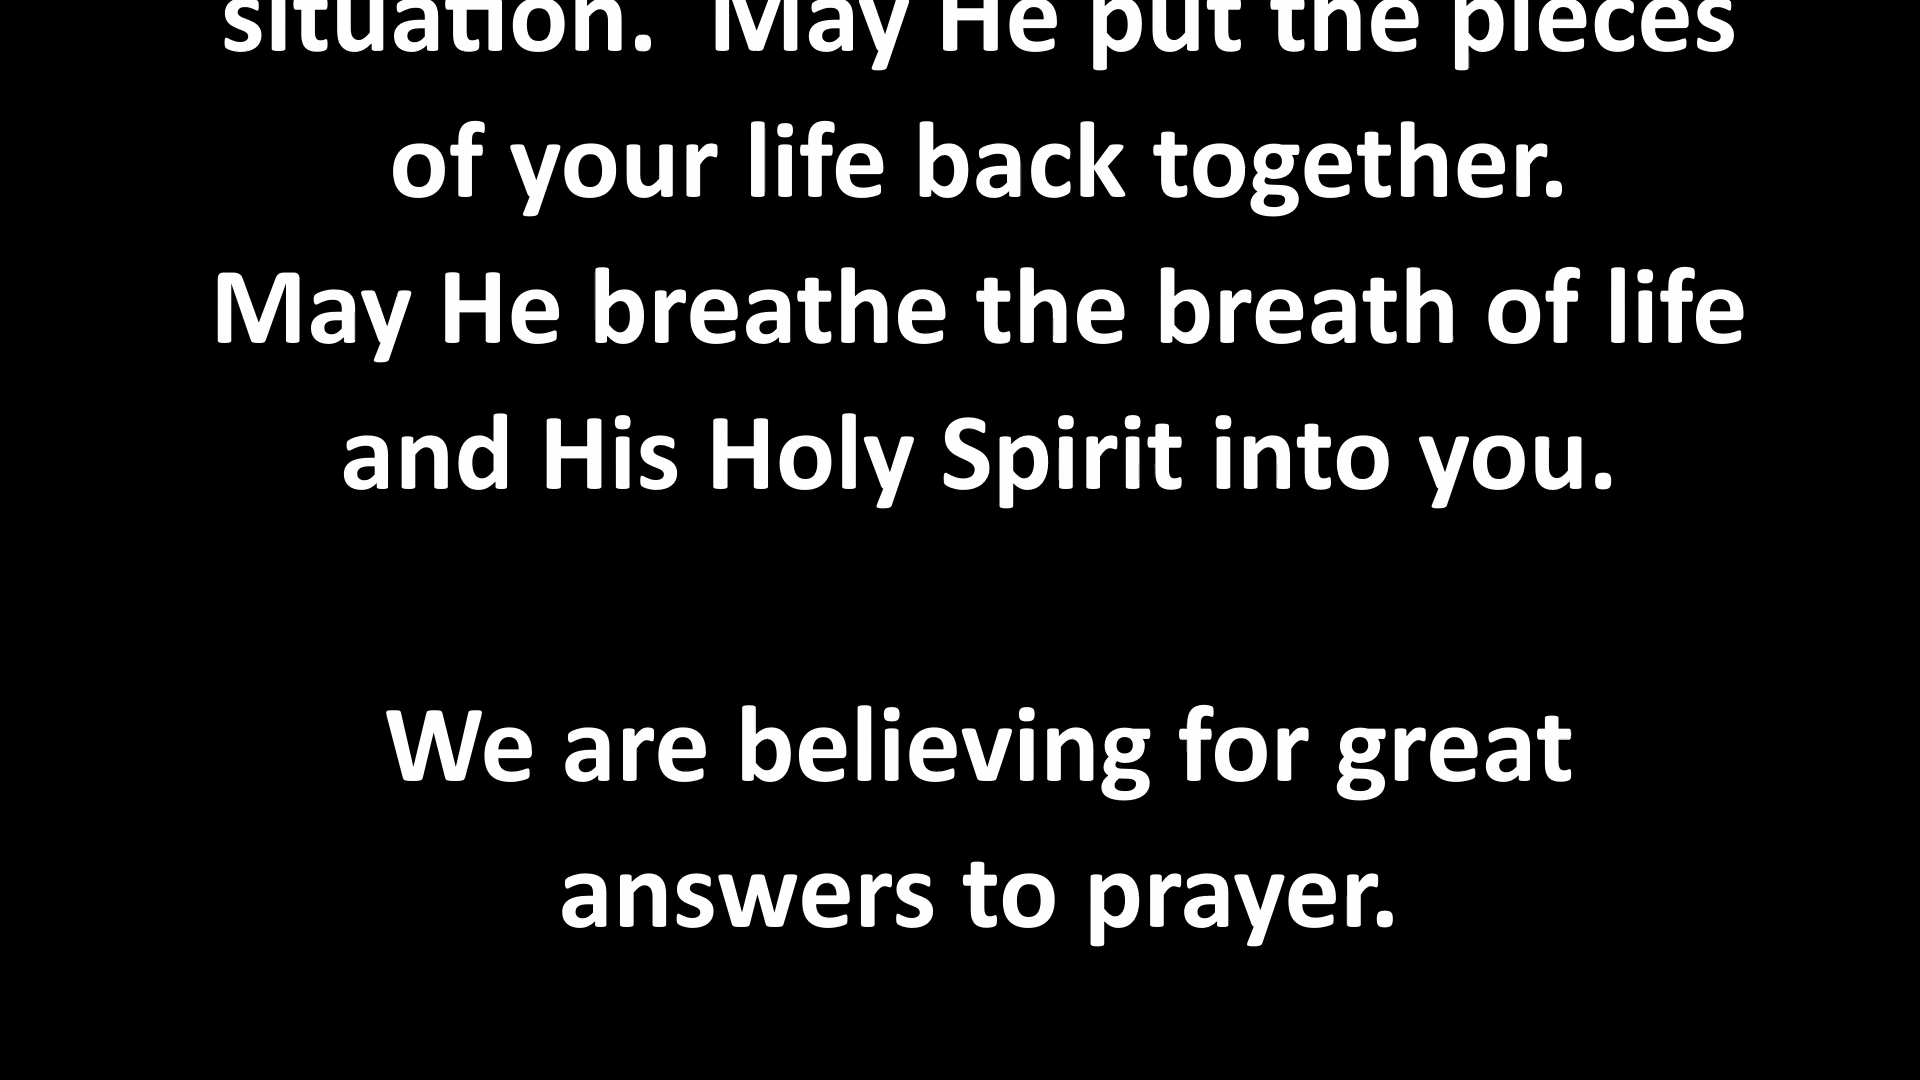 situation.  May He put the pieces
of your life back together.
May He breathe the breath of life
and His Holy Spirit into you.
We are believing for great
answers to prayer.